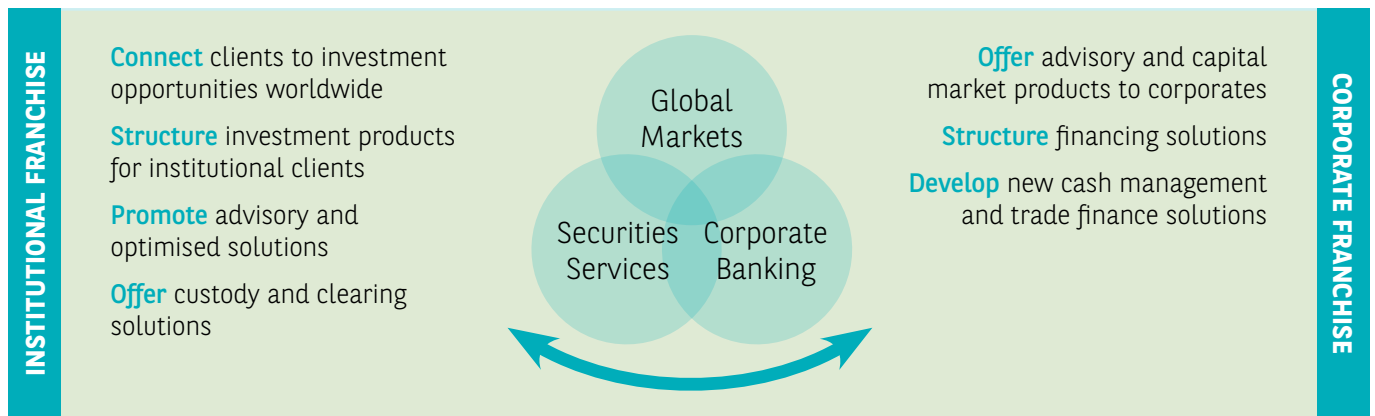 INSTITUTIONAL FRANCHISE
Connect clients to investment
opportunities worldwide
Structure investment products
for institutional clients
Promote advisory and
optimised solutions
Offer custody and clearing
solutions
Global
Markets
Securities
Services
Corporate
Banking
Offer advisory and capital
market products to corporates
Structure financing solutions
Develop new cash management
and trade finance solutions
CORPORATE FRANCHISE